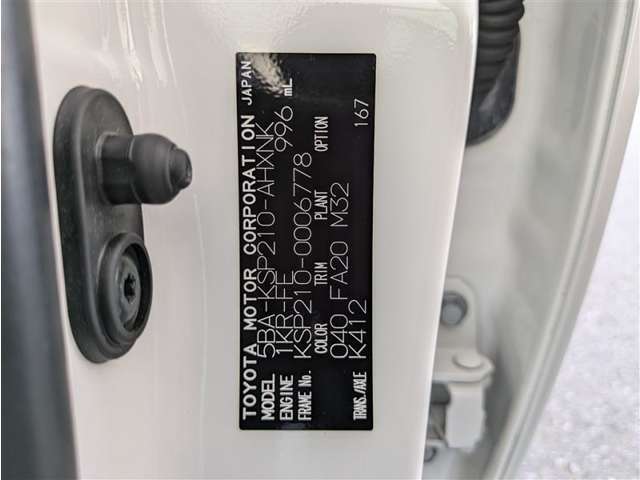 TOYOTA MOTOR CORPORATION JAPAN
MODEL 5BA-KSP210-AHXNK
ENGINE 1KR-FE 996 mL
FRAME No. KSP210-0006778
COLOR TRIM PLANT OPTION
040 FA20 M32
TRANS./AXLE K412 167